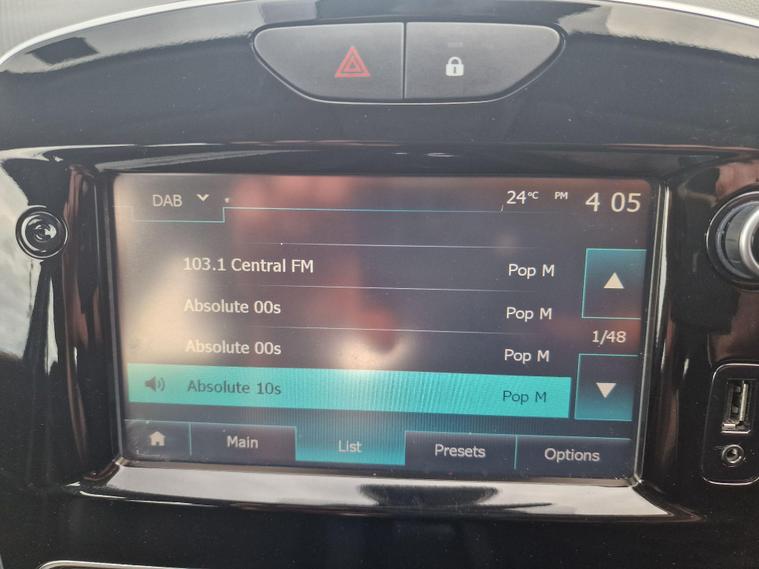 DAB 24°C PM 4 05
103.1 Central FM Pop M
Absolute 00s Pop M
Absolute 00s Pop M
1/48
Absolute 10s Pop M
Main List Presets Options